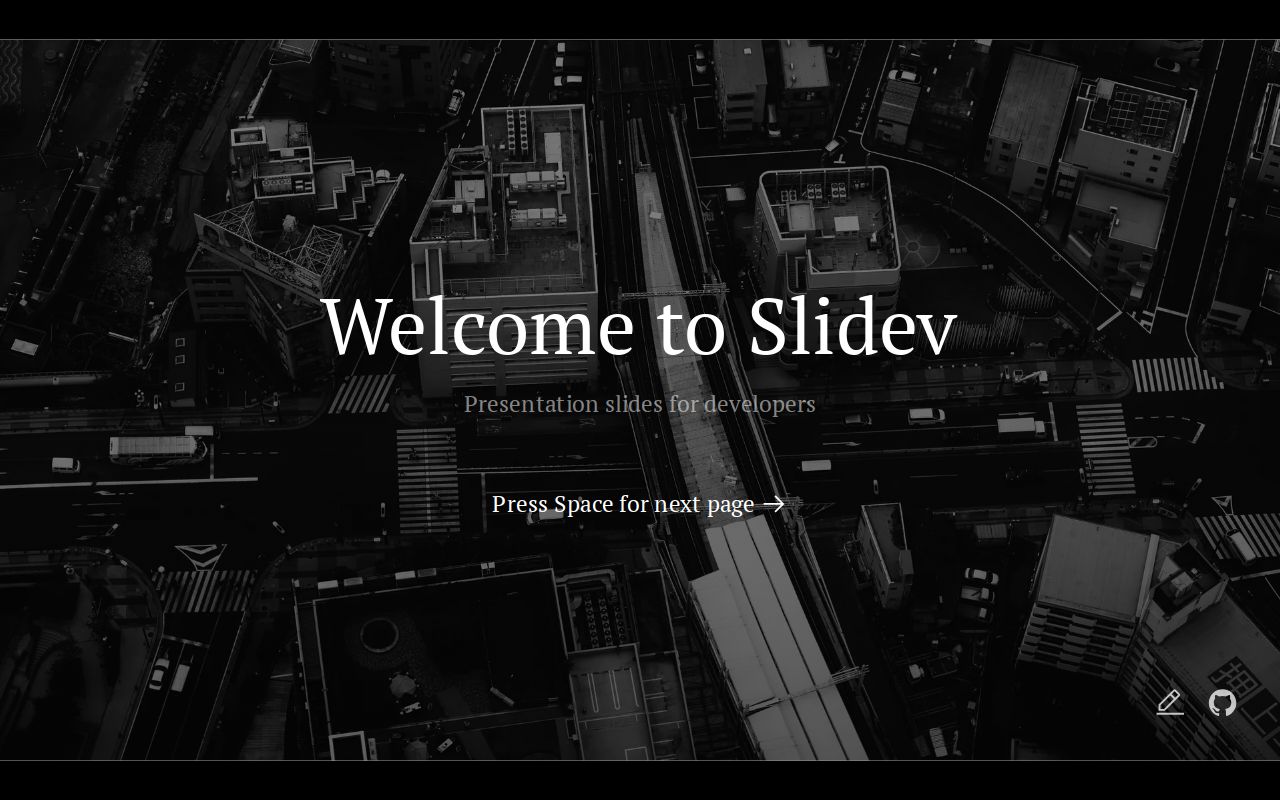 Welcome to Slidev
Presentation slides for developers
Press Space for next page →